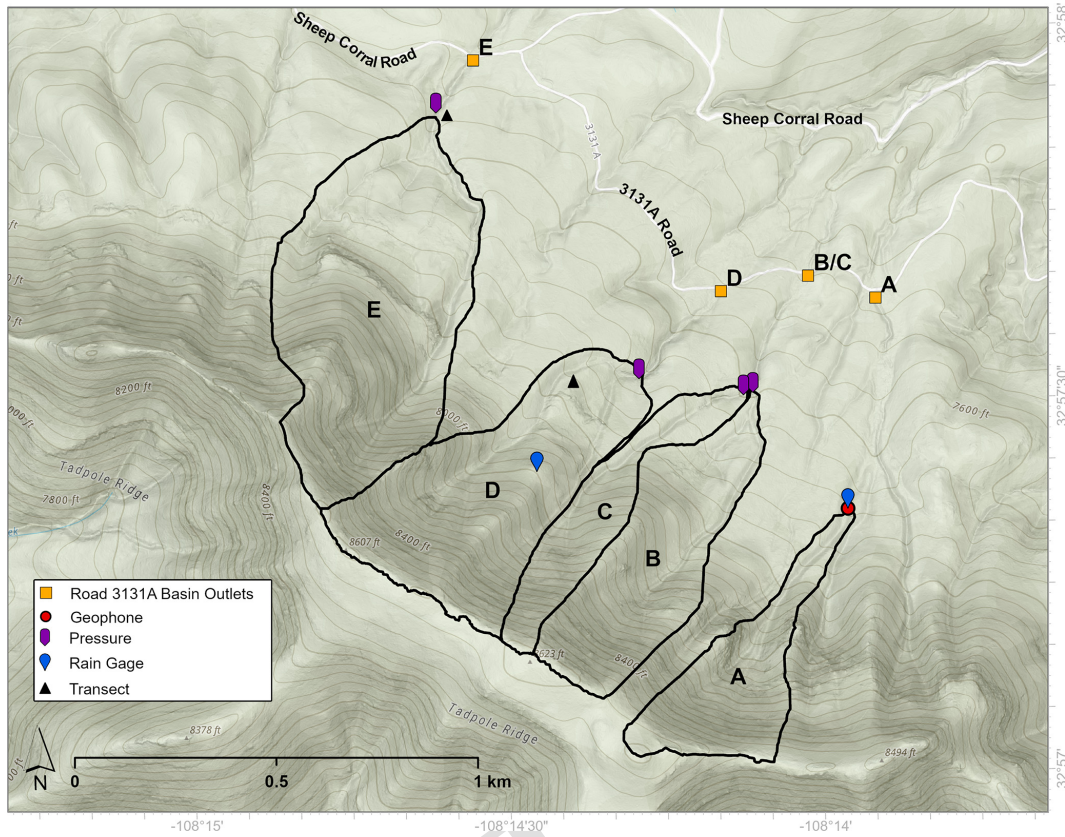 Sheep Corral Road
E
32°58'
Sheep Corral Road
3131 A
3131A Road
B/C
D
A
E
8200 ft
8000 ft
32°57'30"
7600 ft
Tadpole Ridge
7800 ft
8400 ft
D
C
8607 ft
8400 ft
B
Road 3131A Basin Outlets
Geophone
Pressure
Rain Gage
Transect
8623 ft
8400 ft
A
Tadpole Ridge
8378 ft
8494 ft
N
0
0.5
1 km
32°57'
-108°15'
-108°14'30"
-108°14'